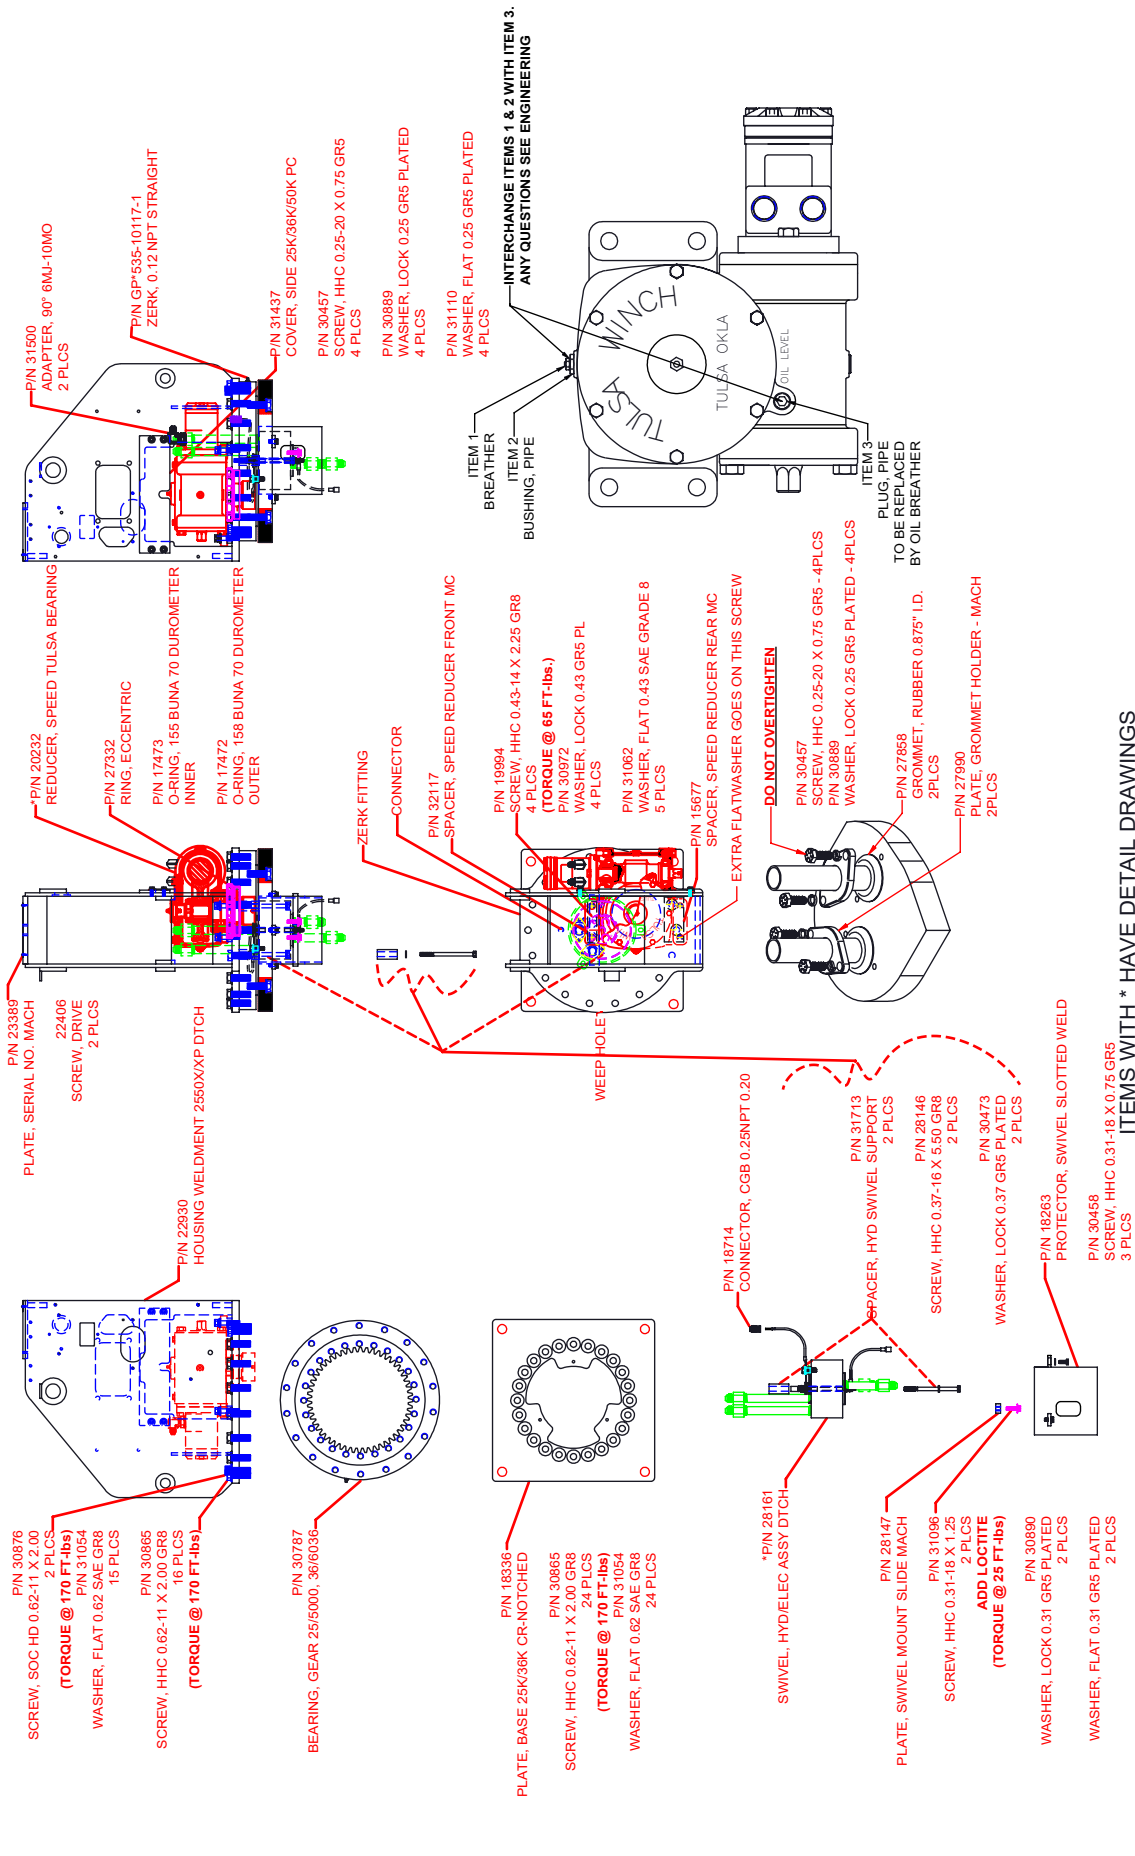 P/N 30876
SCREW, SOC HD 0.62-11 X 2.00
2 PLCS
(TORQUE @ 170 FT-lbs)
P/N 31054
WASHER, FLAT 0.62 SAE GR8
15 PLCS
P/N 30865
SCREW, HHC 0.62-11 X 2.00 GR8
16 PLCS
(TORQUE @ 170 FT-lbs)
P/N 22930
HOUSING WELDMENT 2550X/XP DTCH
P/N 23389
PLATE, SERIAL NO. MACH
22406
SCREW, DRIVE
2 PLCS
*P/N 20232
REDUCER, SPEED TULSA BEARING
P/N 27332
RING, ECCENTRIC
P/N 17473
O-RING, 155 BUNA 70 DUROMETER
INNER
P/N 17472
O-RING, 158 BUNA 70 DUROMETER
OUTER
P/N 31500
ADAPTER, 90° 6MJ-10MO
2 PLCS
P/N GP*535-10117-1
ZERK, 0.12 NPT STRAIGHT
P/N 31437
COVER, SIDE 25K/36K/50K PC
P/N 30457
SCREW, HHC 0.25-20 X 0.75 GR5
4 PLCS
P/N 30889
WASHER, LOCK 0.25 GR5 PLATED
4 PLCS
P/N 31110
WASHER, FLAT 0.25 GR5 PLATED
4 PLCS
P/N 30787
BEARING, GEAR 25/5000, 36/6036
P/N 18336
PLATE, BASE 25K/36K CR-NOTCHED
P/N 30865
SCREW, HHC 0.62-11 X 2.00 GR8
24 PLCS
(TORQUE @ 170 FT-lbs)
P/N 31054
WASHER, FLAT 0.62 SAE GR8
24 PLCS
ZERK FITTING
CONNECTOR
P/N 32117
SPACER, SPEED REDUCER FRONT MC
P/N 19994
SCREW, HHC 0.43-14 X 2.25 GR8
4 PLCS
(TORQUE @ 65 FT-lbs.)
P/N 30972
WASHER, LOCK 0.43 GR5 PL
4 PLCS
P/N 31062
WASHER, FLAT 0.43 SAE GRADE 8
5 PLCS
P/N 15677
SPACER, SPEED REDUCER REAR MC
EXTRA FLATWASHER GOES ON THIS SCREW
WEEP HOLE
ITEM 1
BREATHER
ITEM 2
BUSHING, PIPE
INTERCHANGE ITEMS 1 & 2 WITH ITEM 3.
ANY QUESTIONS SEE ENGINEERING
TULSA WINCH
TULSA OKLA
OIL LEVEL
ITEM 3
PLUG, PIPE
TO BE REPLACED
BY OIL BREATHER
*P/N 28161
SWIVEL, HYD/ELEC ASSY DTCH
P/N 18714
CONNECTOR, CGB 0.25NPT 0.20
P/N 31713
SPACER, HYD SWIVEL SUPPORT
2 PLCS
P/N 28146
SCREW, HHC 0.37-16 X 5.50 GR8
2 PLCS
P/N 30473
WASHER, LOCK 0.37 GR5 PLATED
2 PLCS
P/N 28147
PLATE, SWIVEL MOUNT SLIDE MACH
P/N 31096
SCREW, HHC 0.31-18 X 1.25
2 PLCS
ADD LOCTITE
(TORQUE @ 25 FT-lbs)
P/N 30890
WASHER, LOCK 0.31 GR5 PLATED
2 PLCS
WASHER, FLAT 0.31 GR5 PLATED
2 PLCS
P/N 18263
PROTECTOR, SWIVEL SLOTTED WELD
P/N 30458
SCREW, HHC 0.31-18 X 0.75 GR5
3 PLCS
DO NOT OVERTIGHTEN
P/N 30457
SCREW, HHC 0.25-20 X 0.75 GR5 - 4PLCS
P/N 30889
WASHER, LOCK 0.25 GR5 PLATED - 4PLCS
P/N 27858
GROMMET, RUBBER 0.875" I.D.
2PLCS
P/N 27990
PLATE, GROMMET HOLDER - MACH
2PLCS
ITEMS WITH * HAVE DETAIL DRAWINGS